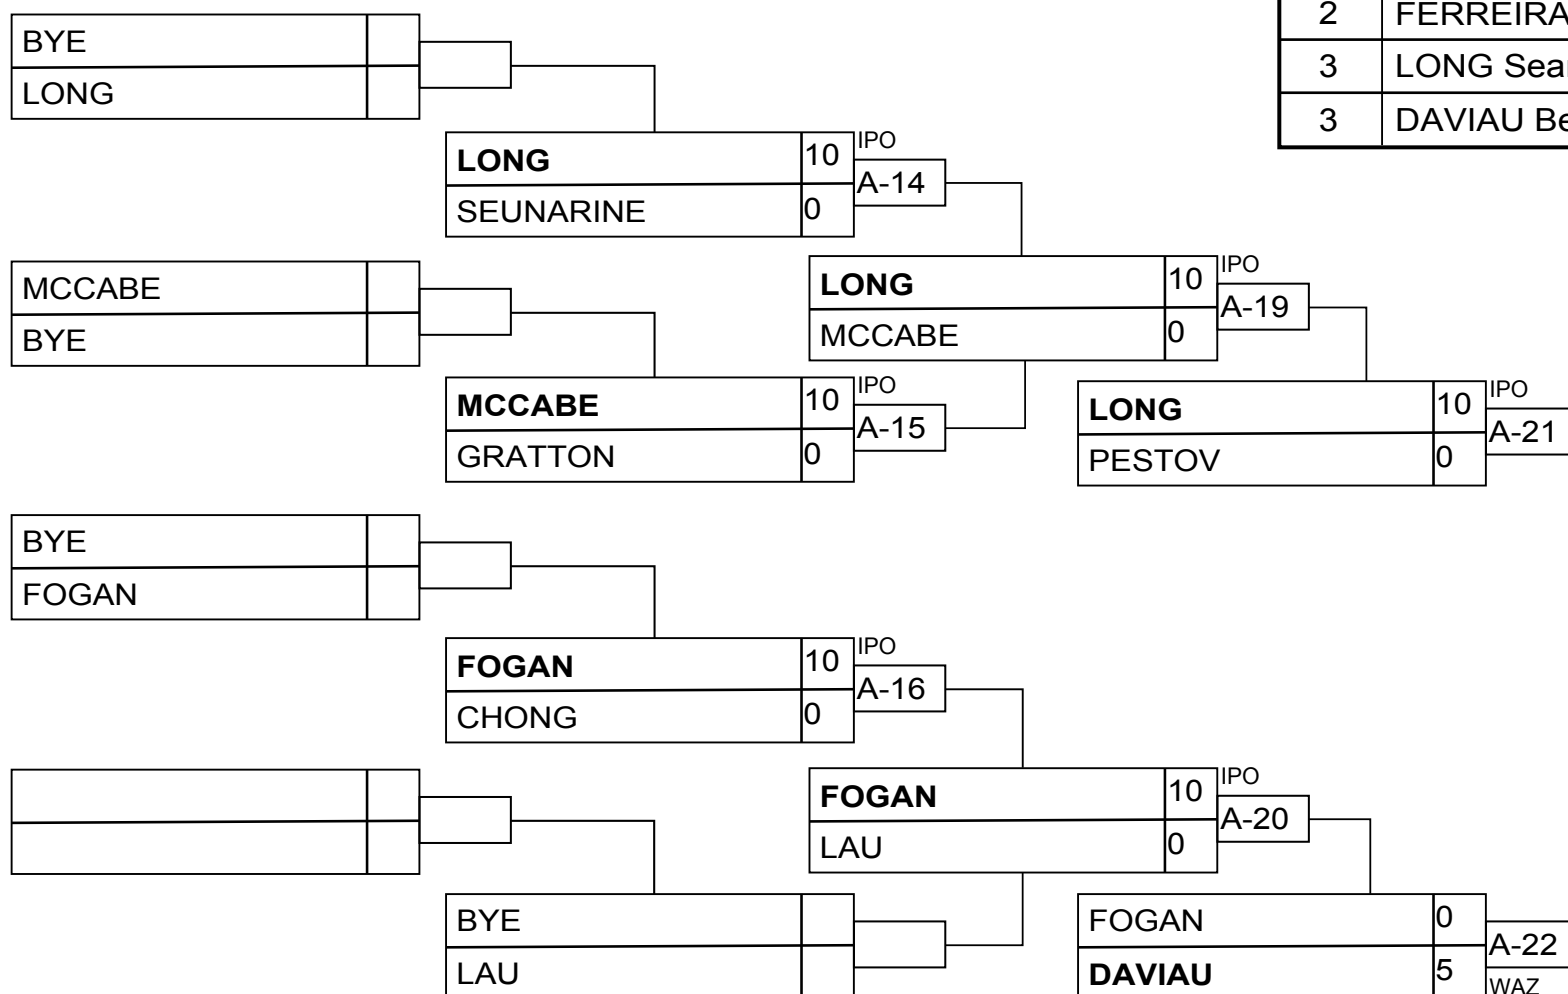 2 FERREIRA
3 LONG Sea
3 DAVIAU Be
BYE
LONG
LONG 10 IPO
A-14
SEUNARINE 0
MCCABE
BYE
LONG 10 IPO
A-19
MCCABE 0
MCCABE 10 IPO
A-15
GRATTON 0
LONG 10 IPO
A-21
PESTOV 0
BYE
FOGAN
FOGAN 10 IPO
A-16
CHONG 0
FOGAN 10 IPO
A-20
LAU 0
BYE
LAU
FOGAN 0
A-22
DAVIAU 5
WAZ